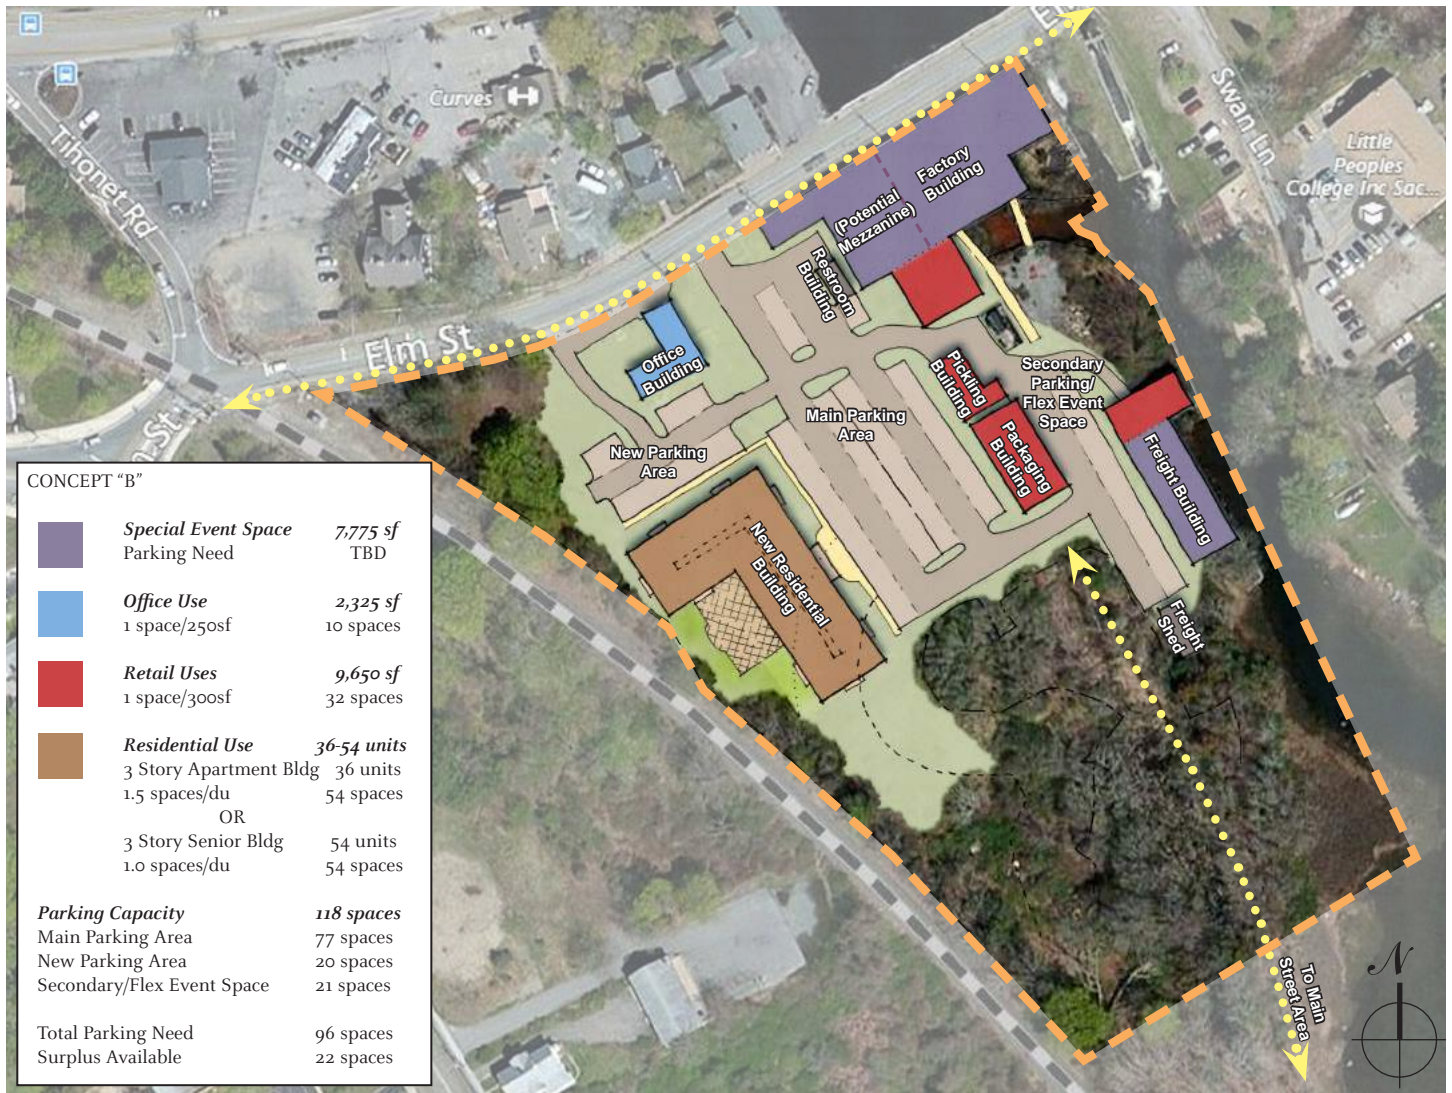 Curves
Tihonet Rd
Elm St
El
Swan Ln
Little
Peoples
College Inc Sac...
Factory
Building
(Potential
Mezzanine)
Restroom
Building
Office
Building
Pickling
Building
Secondary
Parking/
Flex Event
Space
Main Parking
Area
Packaging
Building
New Parking
Area
Freight Building
New Residential
Building
Freight
Shed
n St
To Main
Street Area
N
CONCEPT “B”
Special Event Space 7,775 sf
Parking Need TBD
Office Use 2,325 sf
1 space/250sf 10 spaces
Retail Uses 9,650 sf
1 space/300sf 32 spaces
Residential Use 36-54 units
3 Story Apartment Bldg 36 units
1.5 spaces/du 54 spaces
OR
3 Story Senior Bldg 54 units
1.0 spaces/du 54 spaces
Parking Capacity 118 spaces
Main Parking Area 77 spaces
New Parking Area 20 spaces
Secondary/Flex Event Space 21 spaces
Total Parking Need 96 spaces
Surplus Available 22 spaces